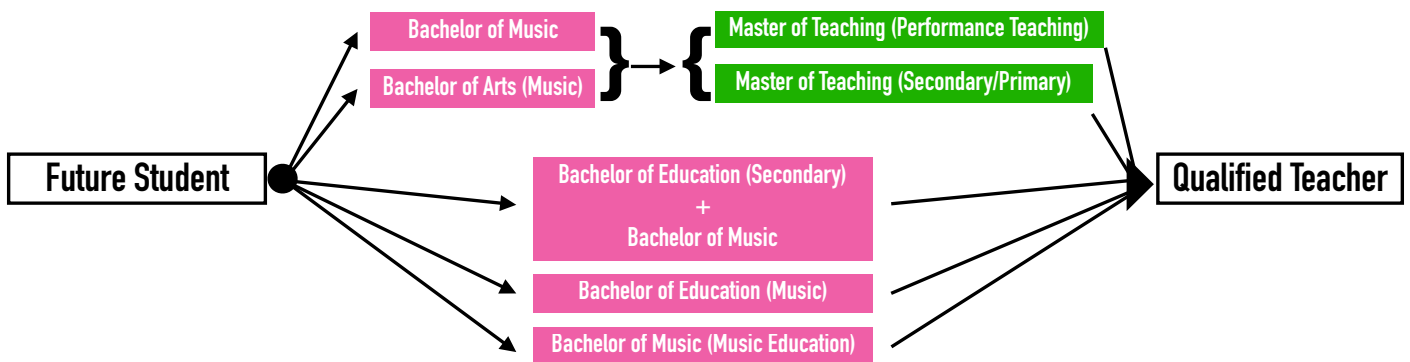 Bachelor of Music
Master of Teaching (Performance Teaching)
Bachelor of Arts (Music)
Master of Teaching (Secondary/Primary)
Future Student
Bachelor of Education (Secondary)
+
Bachelor of Music
Qualified Teacher
Bachelor of Education (Music)
Bachelor of Music (Music Education)